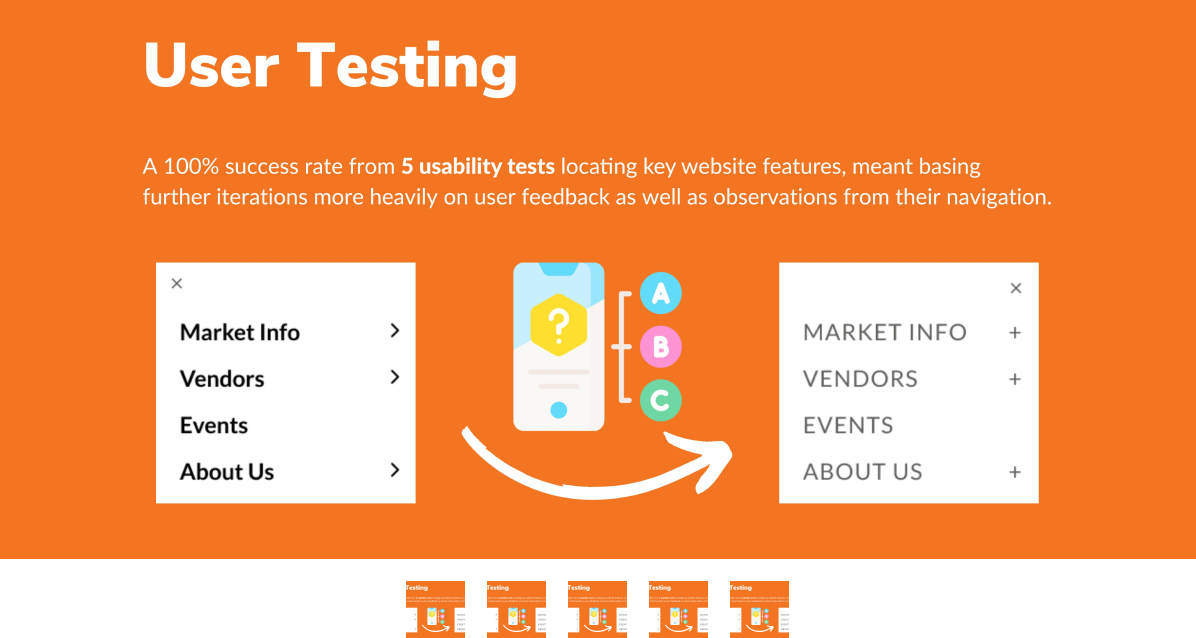 User Testing
A 100% success rate from 5 usability tests locating key website features, meant basing
further iterations more heavily on user feedback as well as observations from their navigation.
×
Market Info >
Vendors >
Events
About Us >
?
A
B
C
×
MARKET INFO +
VENDORS +
EVENTS
ABOUT US +
Testing
Testing
Testing
Testing
Testing